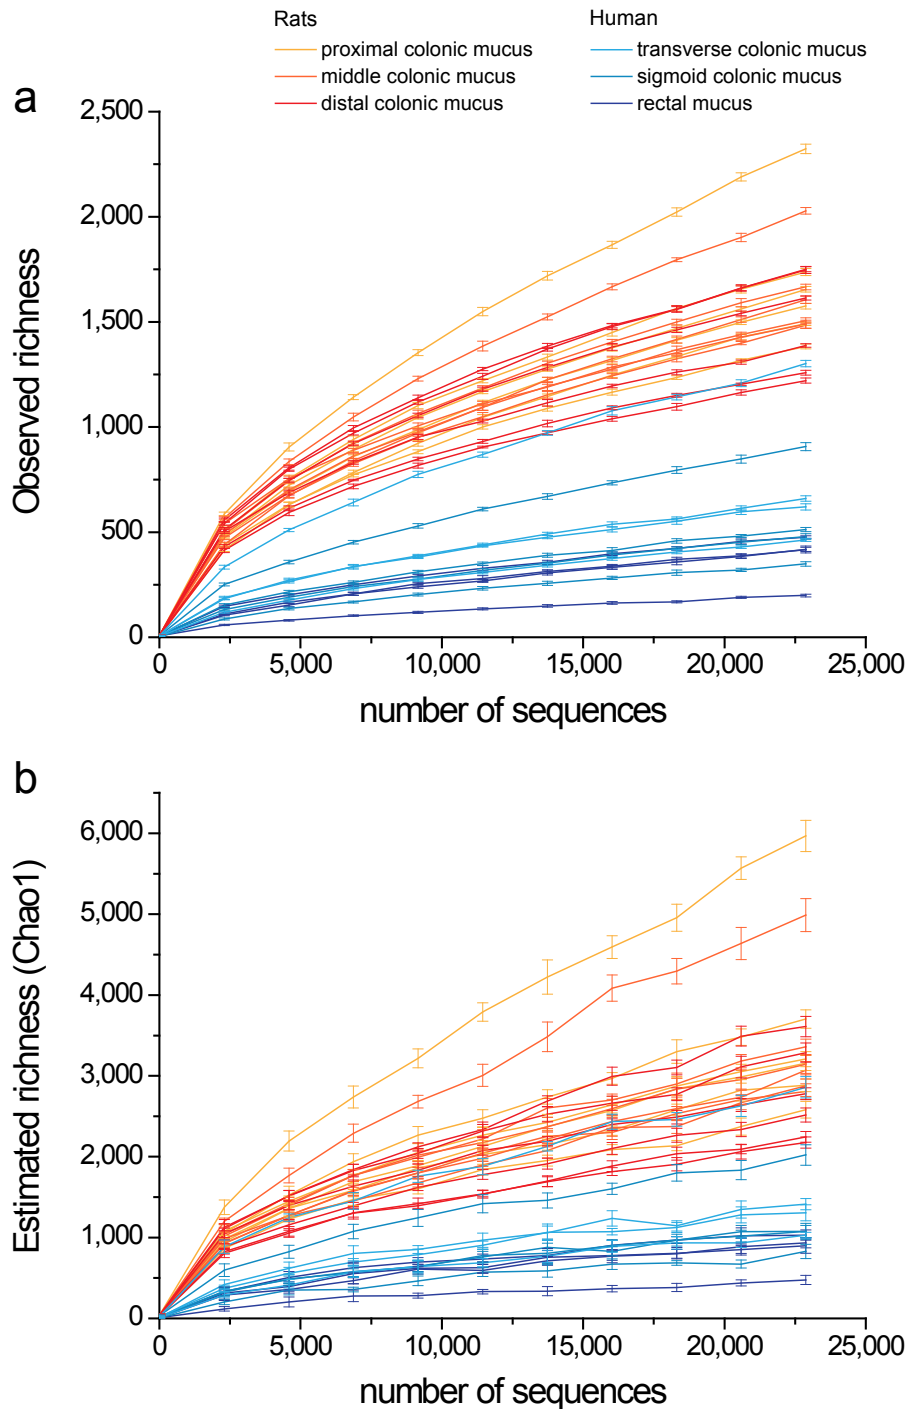 Rats
Human
proximal colonic mucus
transverse colonic mucus
middle colonic mucus
sigmoid colonic mucus
distal colonic mucus
rectal mucus
a
2,500
2,000
1,500
1,000
500
0
Observed richness
0 5,000 10,000 15,000 20,000 25,000
number of sequences
b
6,000
5,000
4,000
3,000
2,000
1,000
0
Estimated richness (Chao1)
0 5,000 10,000 15,000 20,000 25,000
number of sequences